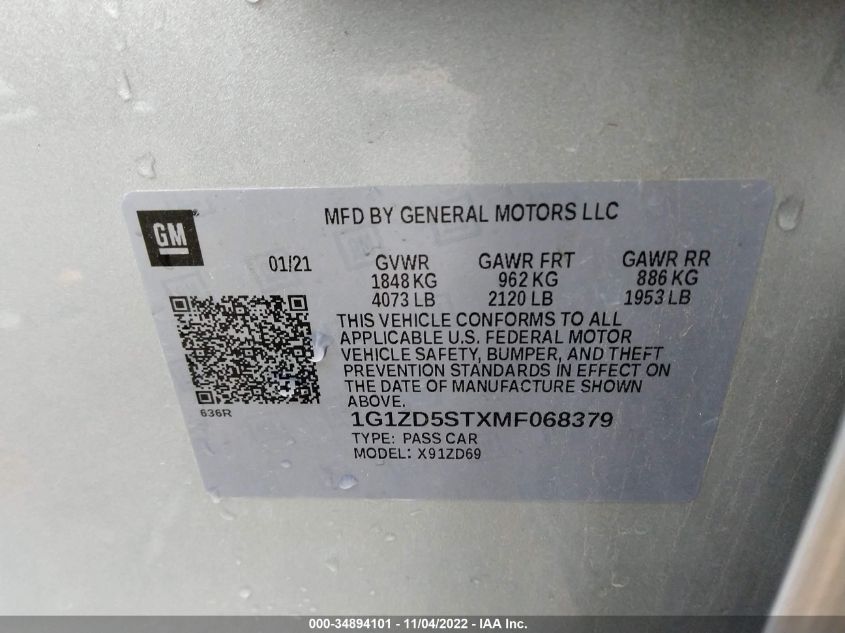 MFD BY GENERAL MOTORS LLC
GM
01/21
GVWR GAWR FRT GAWR RR
1848 KG 962 KG 886 KG
4073 LB 2120 LB 1953 LB
THIS VEHICLE CONFORMS TO ALL
APPLICABLE U.S. FEDERAL MOTOR
VEHICLE SAFETY, BUMPER, AND THEFT
PREVENTION STANDARDS IN EFFECT ON
THE DATE OF MANUFACTURE SHOWN
ABOVE.
636R
1G1ZD5STXMF068379
TYPE: PASS CAR
MODEL: X91ZD69
000-34894101 - 11/04/2022 - IAA Inc.